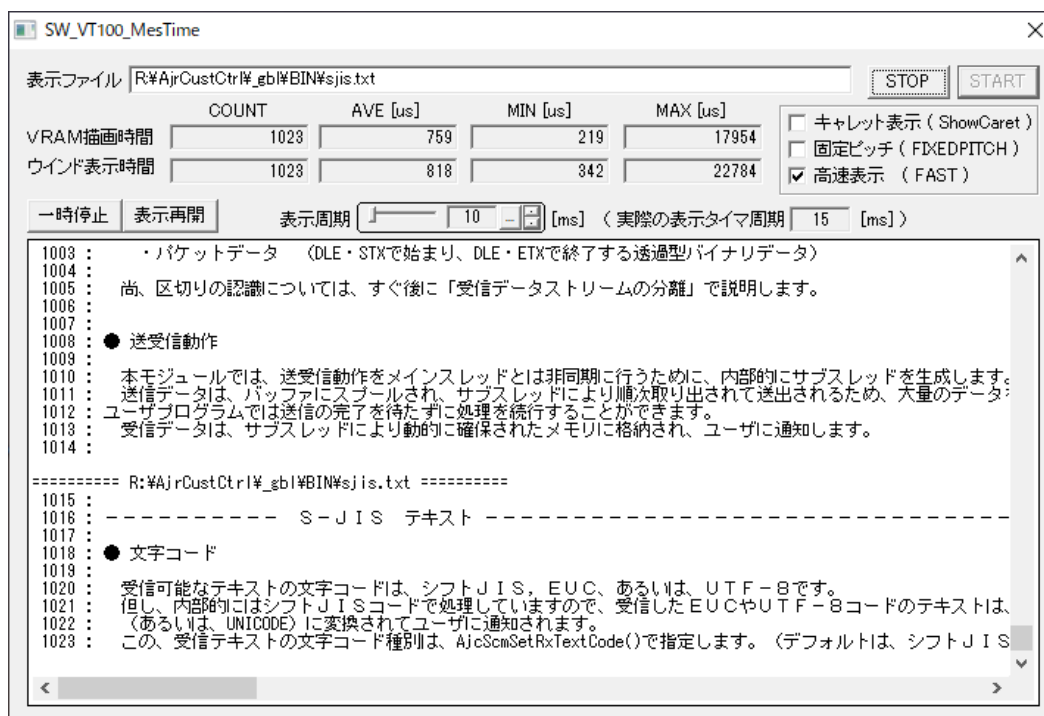 SW_VT100_MesTime
表示ファイル R:¥AjrCustCtrl¥_gbl¥BIN¥sjis.txt STOP START
COUNT AVE [us] MIN [us] MAX [us]
VRAM描画時間 1023 759 219 17954
ウインド表示時間 1023 818 342 22784
キャレット表示 ( ShowCaret )
固定ピッチ ( FIXEDPITCH )
高速表示 ( FAST )
一時停止 表示再開 表示周期 10 ... [ms] ( 実際の表示タイマ周期 15 [ms] )
1003 : ・パケットデータ （DLE・STXで始まり、DLE・ETXで終了する透過型バイナリデータ）
1004 :
1005 : 尚、区切りの認識については、すぐ後に「受信データストリームの分離」で説明します。
1006 :
1007 :
1008 : ● 送受信動作
1009 :
1010 : 本モジュールでは、送受信動作をメインスレッドとは非同期に行うために、内部的にサブスレッドを生成します。
1011 : 送信データは、バッファにスプールされ、サブスレッドにより順次取り出されて送出されるため、大量のデータを
1012 : ユーザプログラムでは送信の完了を待たずに処理を続行することができます。
1013 : 受信データは、サブスレッドにより動的に確保されたメモリに格納され、ユーザに通知します。
1014 :
========== R:¥AjrCustCtrl¥_gbl¥BIN¥sjis.txt ==========
1015 :
1016 : －－－－－－－－－－ Ｓ－ＪＩＳ テキスト －－－－－－－－－－－－－－－－－－－－－－－－－－－－－
1017 :
1018 : ● 文字コード
1019 :
1020 : 受信可能なテキストの文字コードは、シフトＪＩＳ，ＥＵＣ、あるいは、ＵＴＦ－８です。
1021 : 但し、内部的にはシフトＪＩＳコードで処理していますので、受信したＥＵＣやＵＴＦ－８コードのテキストは、
1022 : （あるいは、UNICODE）に変換されてユーザに通知されます。
1023 : この、受信テキストの文字コード種別は、AjcScmSetRxTextCode()で指定します。（デフォルトは、シフトＪＩＳ